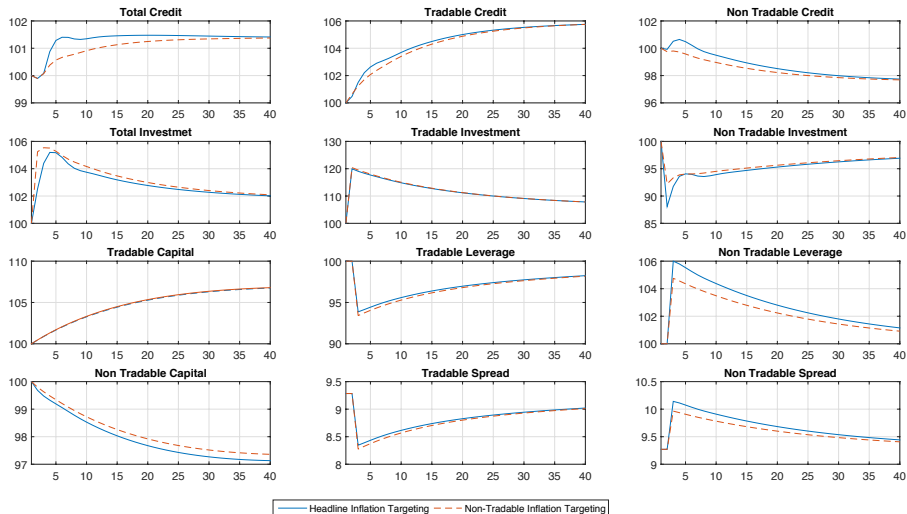 Total Credit Tradable Credit Non Tradable Credit
102 106 102
101 104 100
100 102 98
99 100 96
5 10 15 20 25 30 35 40 5 10 15 20 25 30 35 40 5 10 15 20 25 30 35 40
Total Investmet Tradable Investment Non Tradable Investment
106 130 100
104 120 95
102 110 90
100 100 85
5 10 15 20 25 30 35 40 5 10 15 20 25 30 35 40 5 10 15 20 25 30 35 40
Tradable Capital Tradable Leverage Non Tradable Leverage
110 100 106
105 95 104
102
100 90 100
5 10 15 20 25 30 35 40 5 10 15 20 25 30 35 40 5 10 15 20 25 30 35 40
Non Tradable Capital Tradable Spread Non Tradable Spread
100 9.5 10.5
99 9 10
98 8.5 9.5
97 8 9
5 10 15 20 25 30 35 40 5 10 15 20 25 30 35 40 5 10 15 20 25 30 35 40
Headline Inflation Targeting Non-Tradable Inflation Targeting